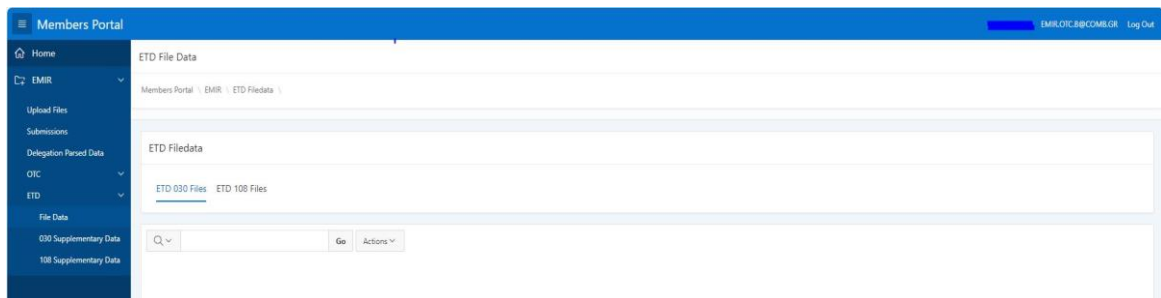 Members Portal
EMIR.OTC.B@COMB.GR Log Out
Home
EMIR
Upload Files
Submissions
Delegation Parsed Data
OTC
ETD
File Data
030 Supplementary Data
108 Supplementary Data
ETD File Data
Members Portal \ EMIR \ ETD Filedata \
ETD Filedata
ETD 030 Files ETD 108 Files
Go Actions